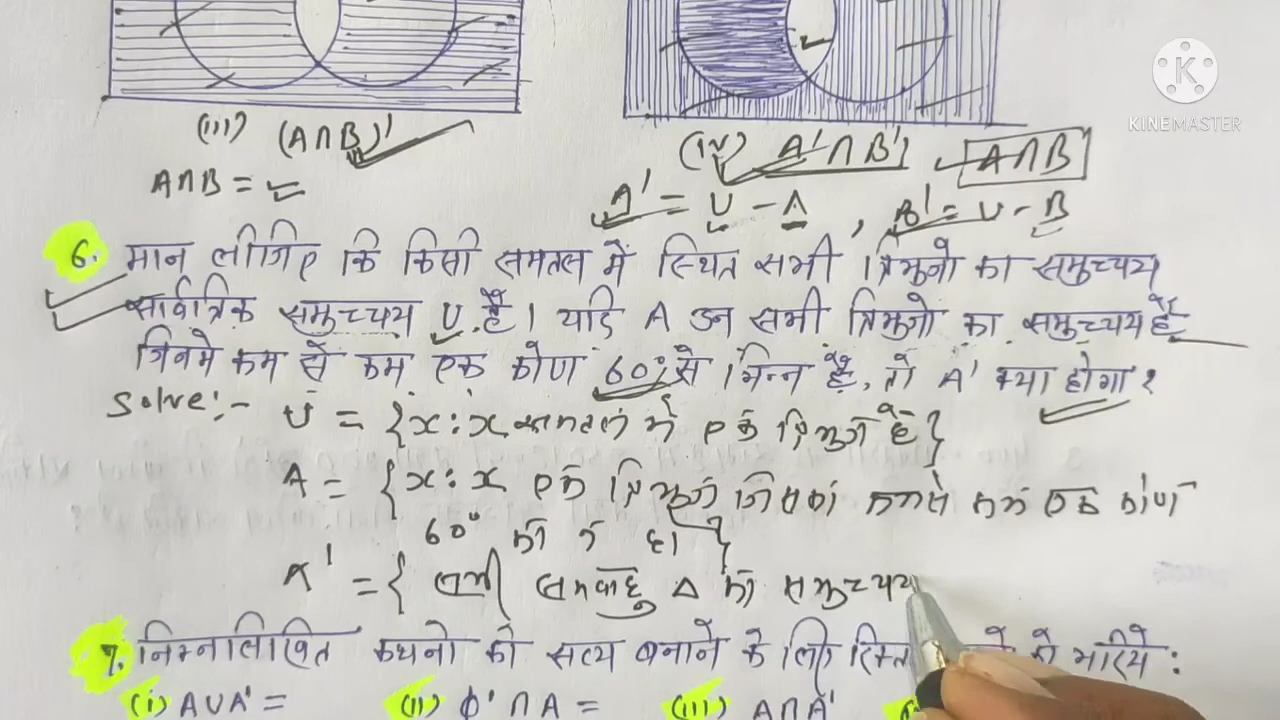 KINEMASTER
(iii) (A∩B)'
(iv) A'∩B' A∩B
A∩B =
A' = U - A , B' = U - B
6. मान लीजिए कि किसी समतल में स्थित सभी त्रिभुजो का समुच्चय
सार्वत्रिक समुच्चय U है। यदि A उन सभी त्रिभुजो का समुच्चय है
जिनमे कम से कम एक कोण 60° से भिन्न है, तो A' क्या होगा?
Solve:- U = {x : x समतल में एक त्रिभुज है}
A = {x : x एक त्रिभुज जिसका कमसे कम एक कोण
60° का न हो}
A' = { सभी समबाहु Δ का समुच्चय
7. निम्नलिखित कथनो को सत्य बनाने के लिए रिक्त को भरिये :
(i) A∪A' = (ii) ϕ'∩A = (iii) A∩A'